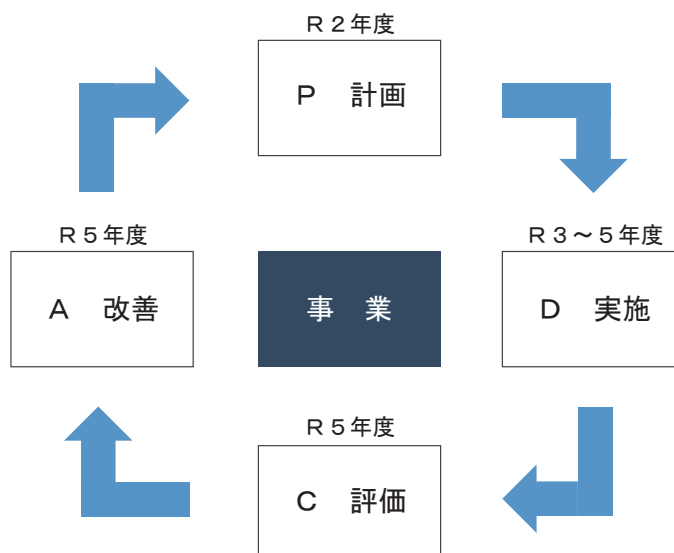 R2年度
P 計画
R5年度
A 改善
事 業
R3~5年度
D 実施
R5年度
C 評価